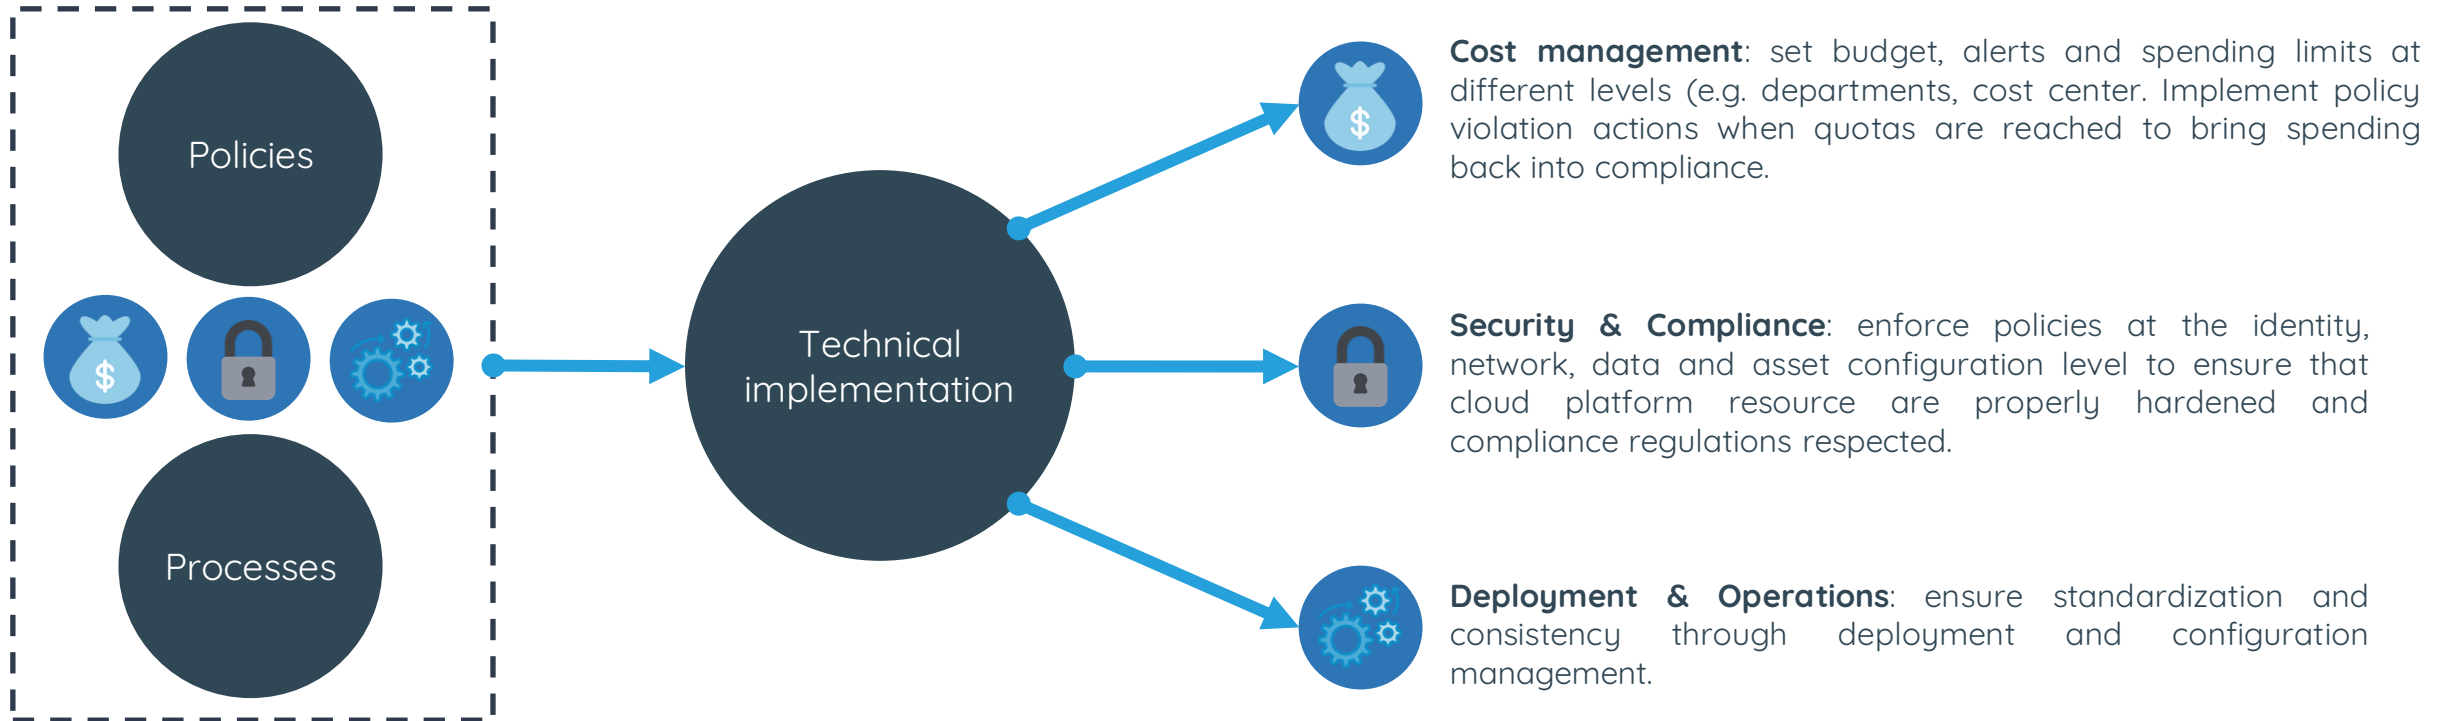 Policies
Processes
Technical
implementation
Cost management: set budget, alerts and spending limits at
different levels (e.g. departments, cost center. Implement policy
violation actions when quotas are reached to bring spending
back into compliance.
Security & Compliance: enforce policies at the identity,
network, data and asset configuration level to ensure that
cloud platform resource are properly hardened and
compliance regulations respected.
Deployment & Operations: ensure standardization and
consistency through deployment and configuration
management.